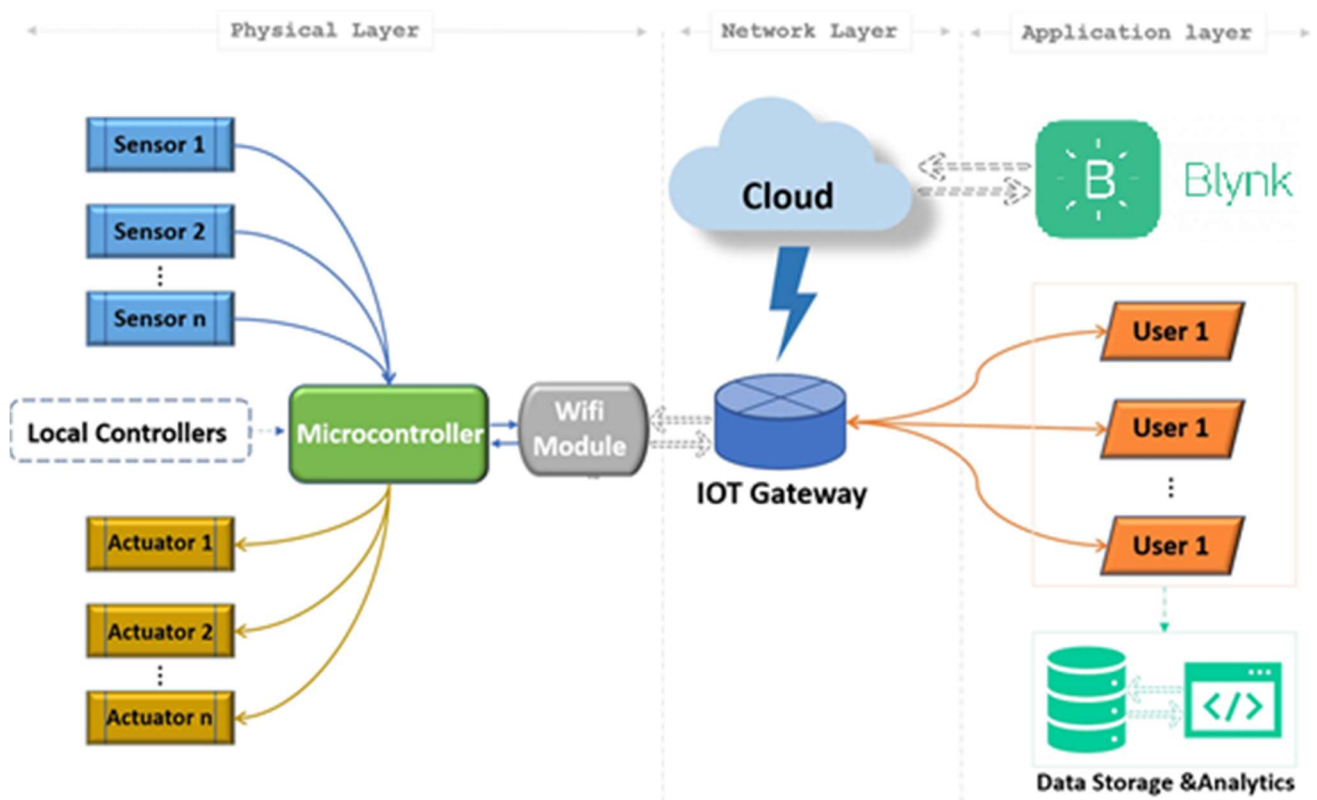 Physical Layer
Network Layer
Application layer
Sensor 1
Sensor 2
Sensor n
Local Controllers
Microcontroller
Wifi
Module
Actuator 1
Actuator 2
Actuator n
Cloud
IOT Gateway
B
Blynk
User 1
User 1
User 1
</>
Data Storage &Analytics